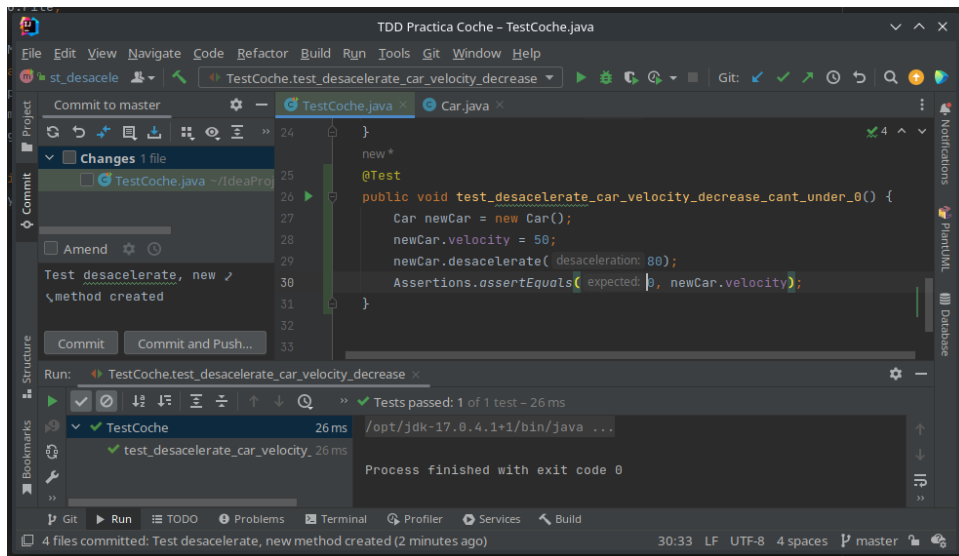 TDD Practica Coche – TestCoche.java
File Edit View Navigate Code Refactor Build Run Tools Git Window Help
st_desacele TestCoche.test_desacelerate_car_velocity_decrease Git:
Project
Commit to master
TestCoche.java
Car.java
Changes 1 file
TestCoche.java ~/IdeaProj
Commit
Amend
Test desacelerate, new
method created
Commit
Commit and Push...
24 }
new *
25 @Test
26 public void test_desacelerate_car_velocity_decrease_cant_under_0() {
27 Car newCar = new Car();
28 newCar.velocity = 50;
29 newCar.desacelerate( desaceleration: 80);
30 Assertions.assertEquals( expected: 0, newCar.velocity);
31 }
32
33
4
Notifications
PlantUML
Database
Structure
Bookmarks
Run: TestCoche.test_desacelerate_car_velocity_decrease
Tests passed: 1 of 1 test – 26 ms
TestCoche 26 ms
test_desacelerate_car_velocity_ 26 ms
/opt/jdk-17.0.4.1+1/bin/java ...
Process finished with exit code 0
Git Run TODO Problems Terminal Profiler Services Build
4 files committed: Test desacelerate, new method created (2 minutes ago) 30:33 LF UTF-8 4 spaces master